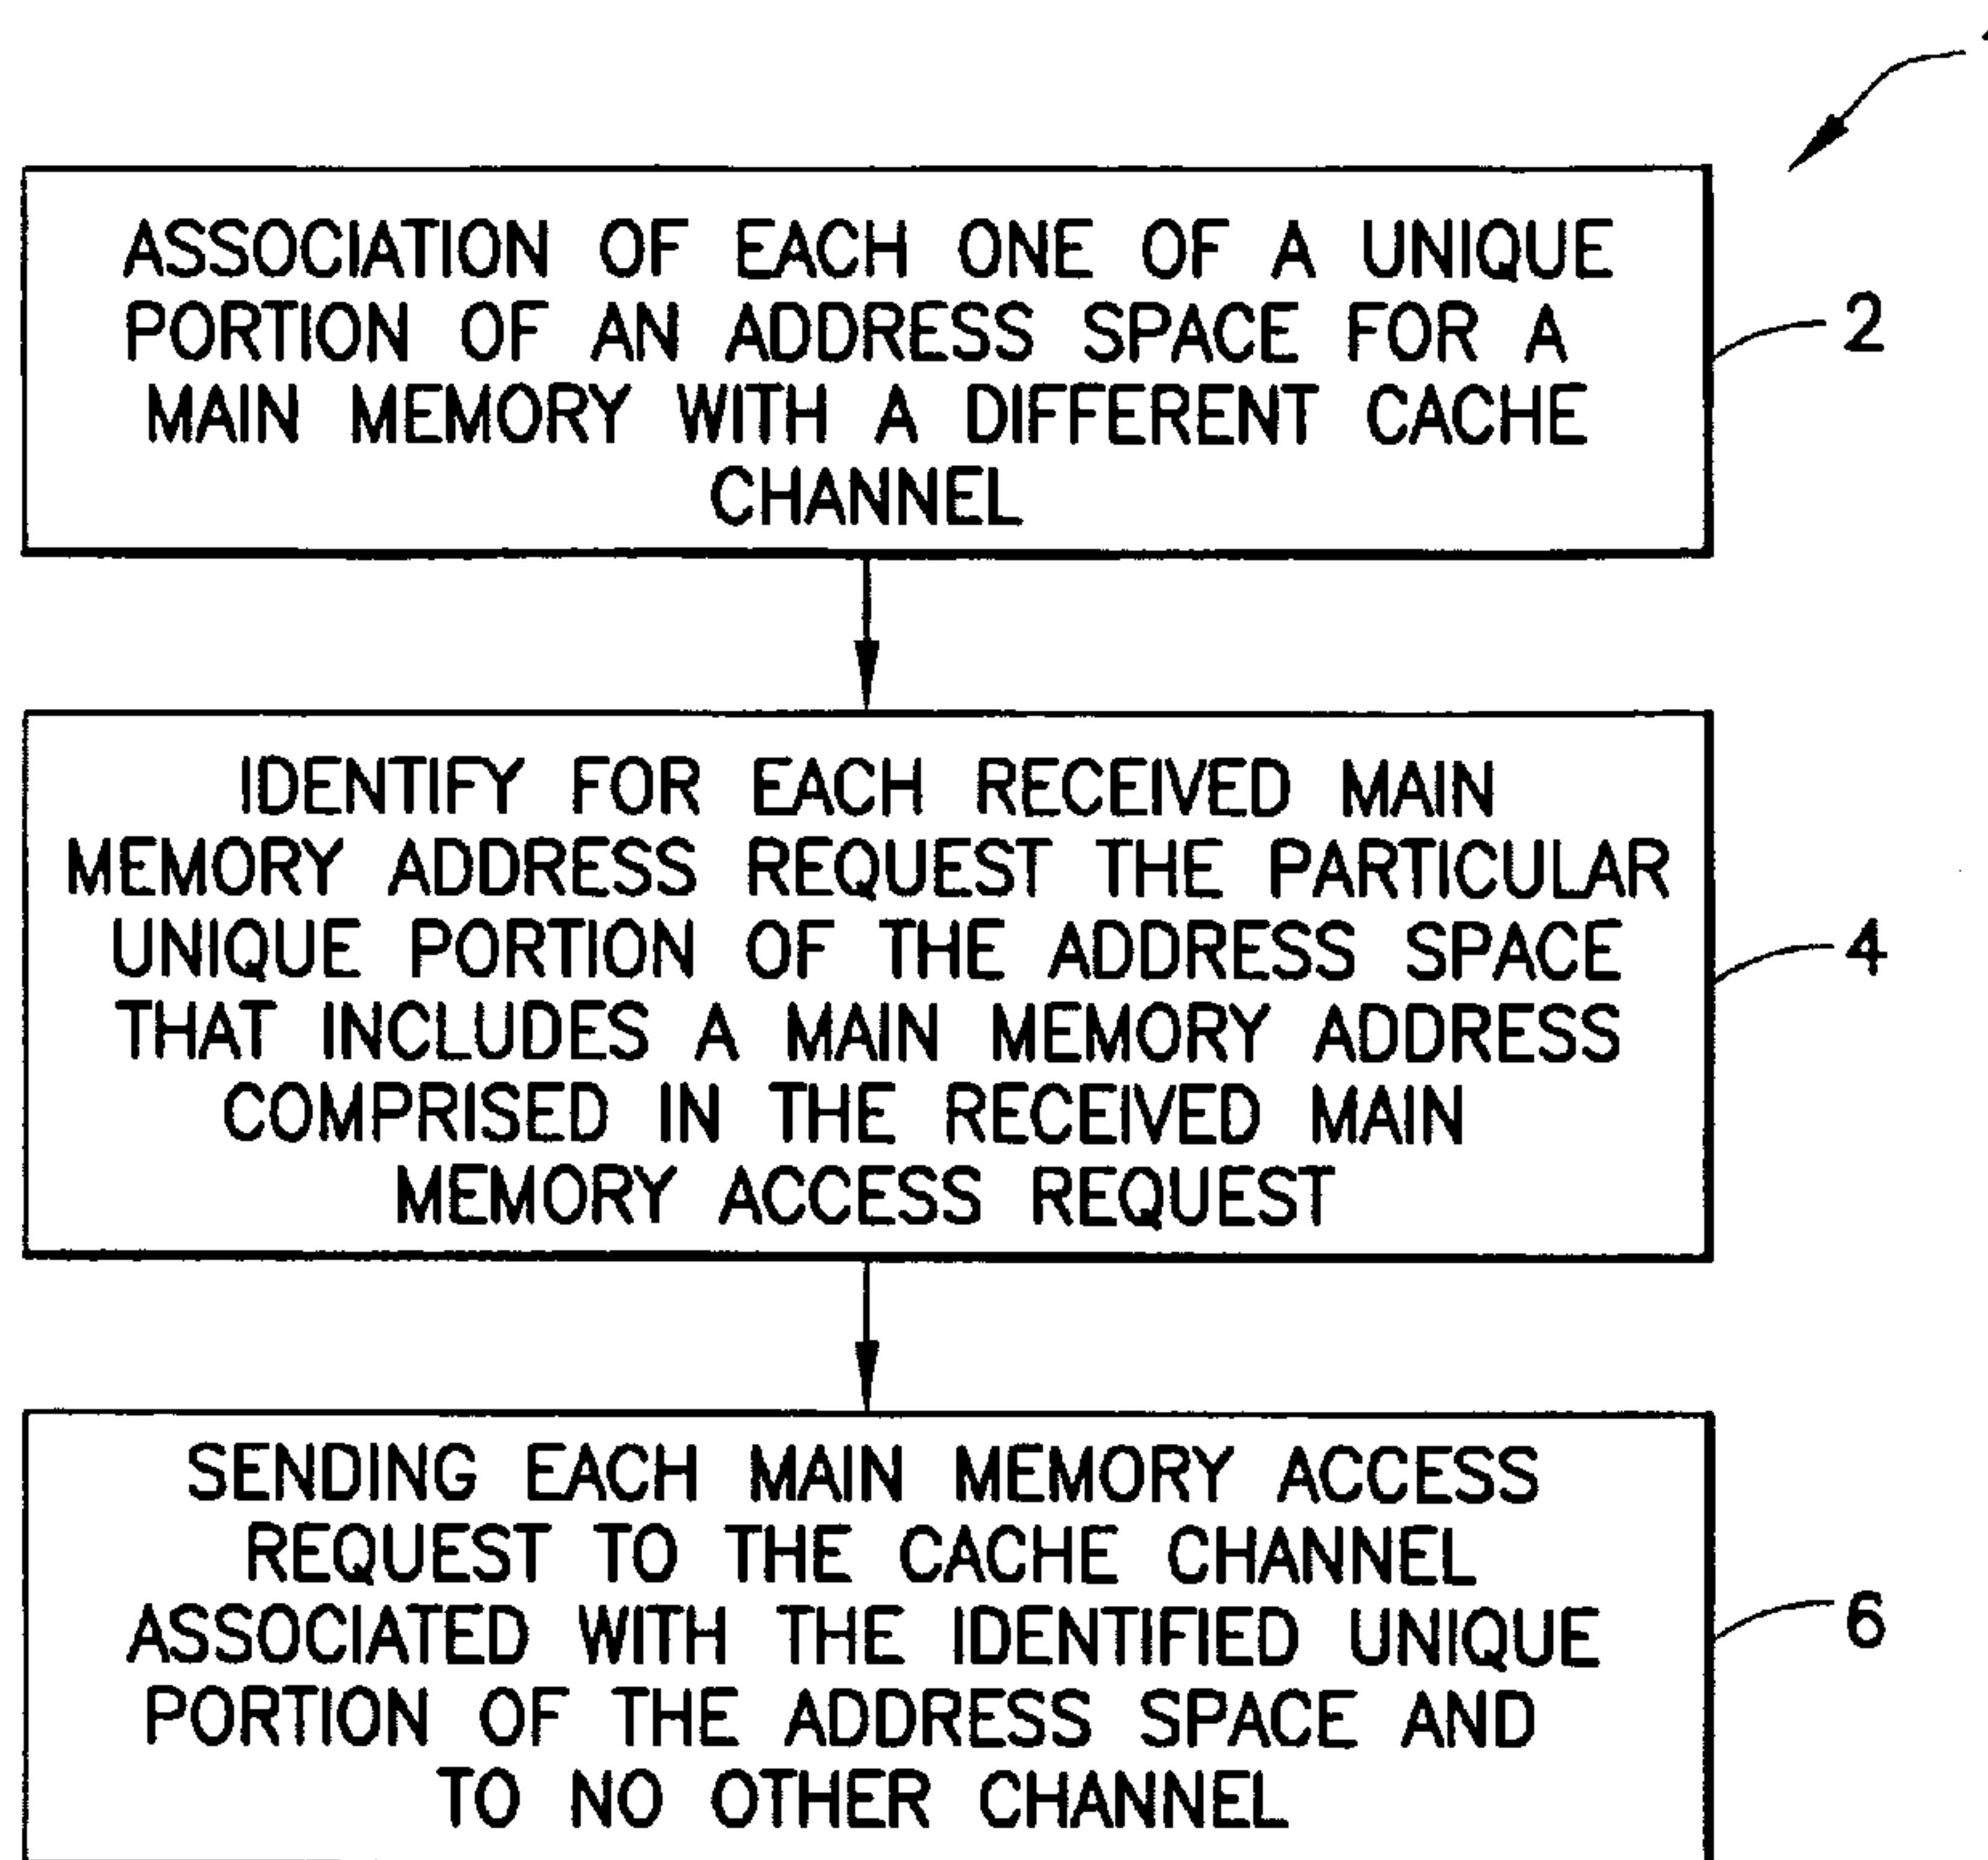 ASSOCIATION OF EACH ONE OF A UNIQUE
PORTION OF AN ADDRESS SPACE FOR A
MAIN MEMORY WITH A DIFFERENT CACHE
CHANNEL
2
IDENTIFY FOR EACH RECEIVED MAIN
MEMORY ADDRESS REQUEST THE PARTICULAR
UNIQUE PORTION OF THE ADDRESS SPACE
THAT INCLUDES A MAIN MEMORY ADDRESS
COMPRISED IN THE RECEIVED MAIN
MEMORY ACCESS REQUEST
4
SENDING EACH MAIN MEMORY ACCESS
REQUEST TO THE CACHE CHANNEL
ASSOCIATED WITH THE IDENTIFIED UNIQUE
PORTION OF THE ADDRESS SPACE AND
TO NO OTHER CHANNEL
6